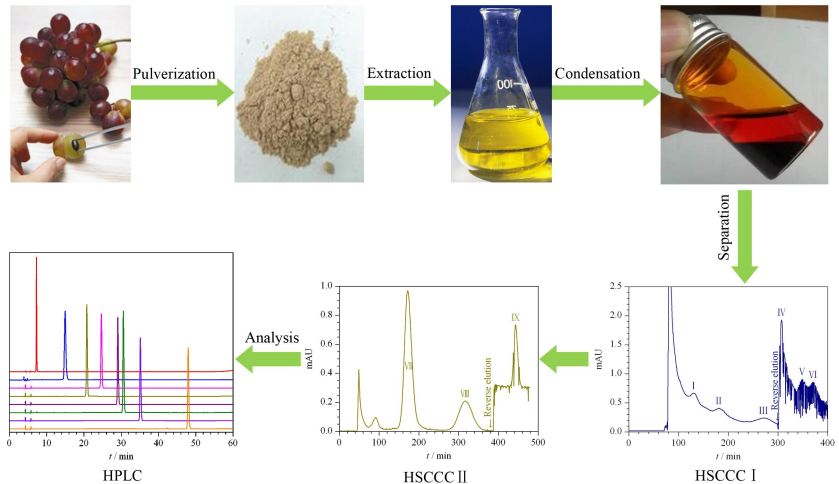 Pulverization
Extraction
Condensation
100
Separation
HPLC
0 10 20 30 40 50 60
t / min
Analysis
HSCCC Ⅱ
mAU
1.0
0.8
0.6
0.4
0.2
0.0
Ⅶ
Ⅷ
Ⅸ
Reverse elution
0 100 200 300 400 500
t / min
HSCCC Ⅰ
mAU
2.5
2.0
1.5
1.0
0.5
0.0
Ⅰ
Ⅱ
Ⅲ
Ⅳ
Ⅴ
Ⅵ
Reverse elution
0 100 200 300 400
t / min